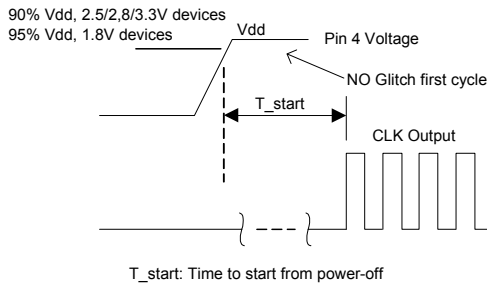 90% Vdd, 2.5/2,8/3.3V devices
95% Vdd, 1.8V devices
Vdd
Pin 4 Voltage
NO Glitch first cycle
T_start
CLK Output
T_start: Time to start from power-off